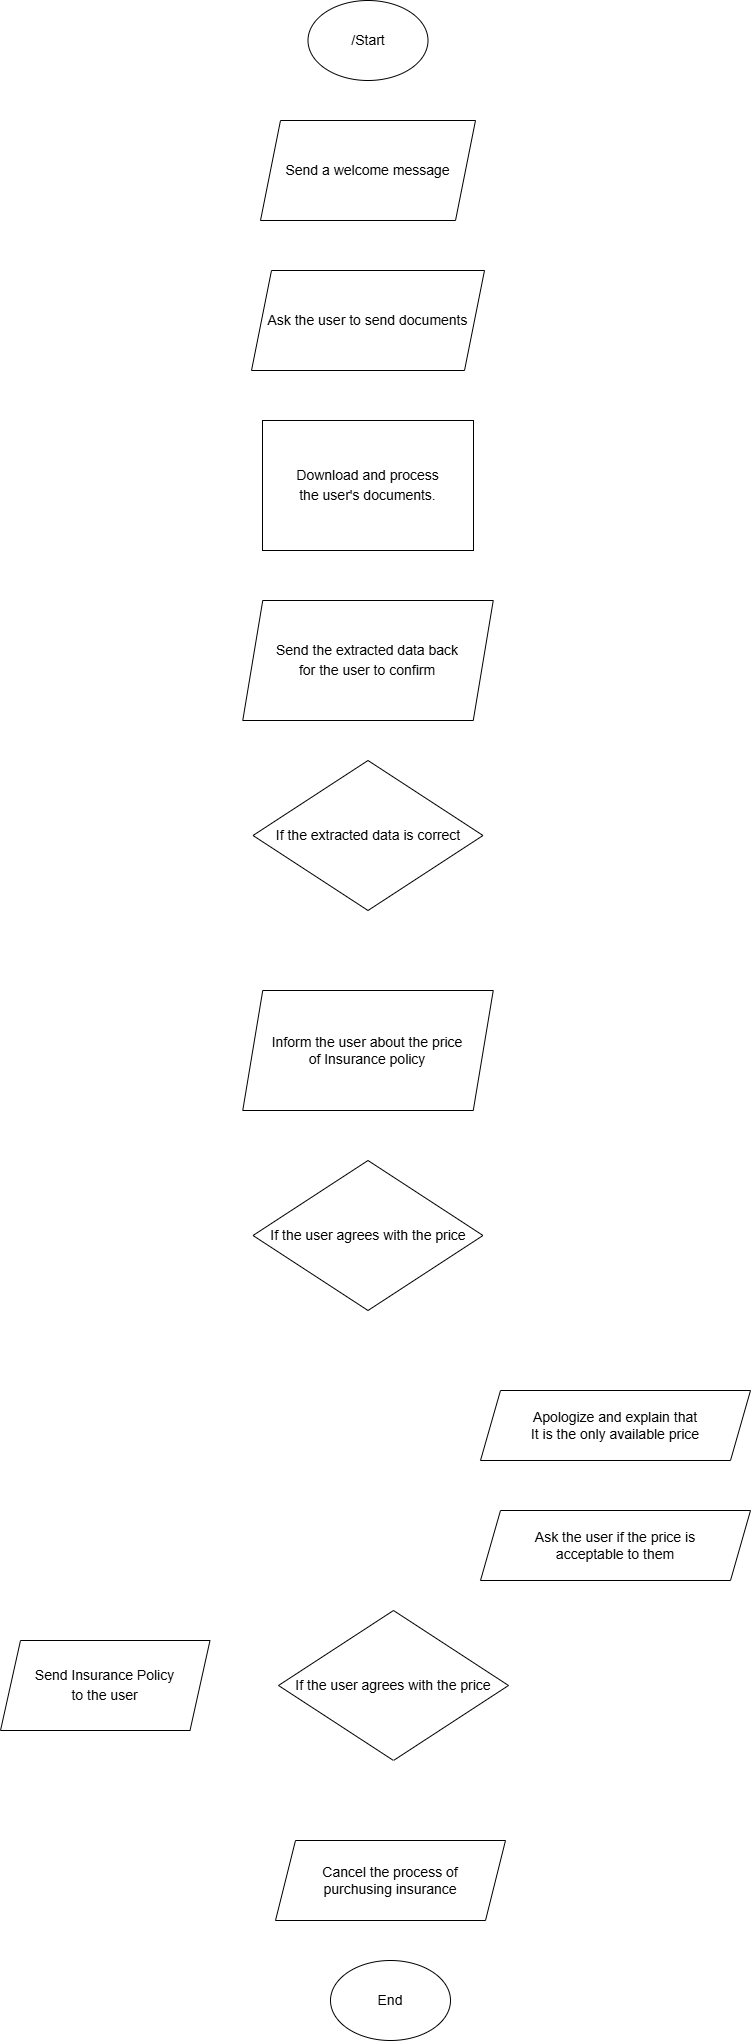 /Start
Send a welcome message
Ask the user to send documents
Download and process
the user's documents.
Send the extracted data back
for the user to confirm
If the extracted data is correct
Inform the user about the price
of Insurance policy
If the user agrees with the price
Apologize and explain that
It is the only available price
Ask the user if the price is
acceptable to them
Send Insurance Policy
to the user
If the user agrees with the price
Cancel the process of
purchusing insurance
End